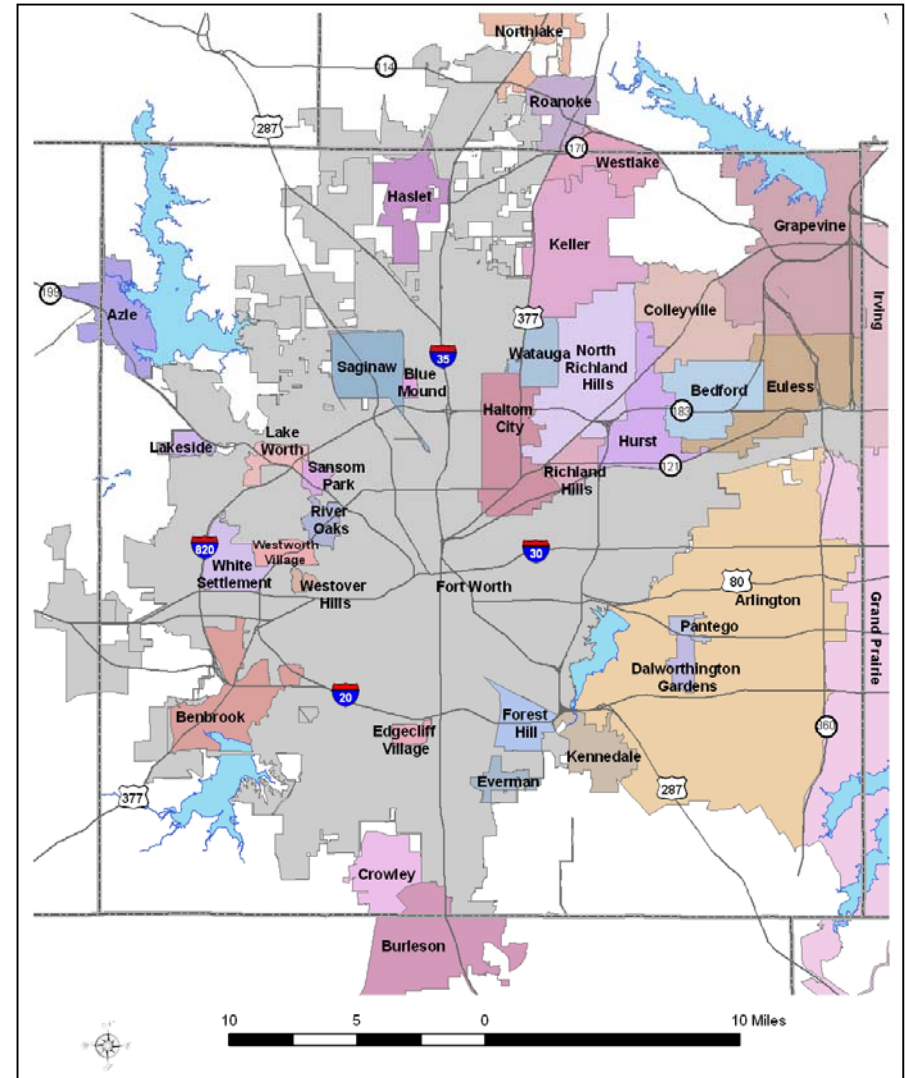 Northlake
114
Roanoke
287
170
Westlake
Haslet
Grapevine
Keller
199
Azle
Irving
Colleyville
377
35
Watauga
North
Richland
Hills
Saginaw
Blue
Mound
Bedford
Euless
Haltom
City
183
Lake
Worth
Lakeside
Hurst
Sansom
Park
121
Richland
Hills
River
Oaks
820
Westworth
Village
30
White
Settlement
Westover
Hills
Fort Worth
80
Arlington
Grand Prairie
Pantego
Dalworthington
Gardens
20
Benbrook
Forest
Hill
Edgecliff
Village
360
Kennedale
Everman
377
287
Crowley
Burleson
10
5
0
10 Miles